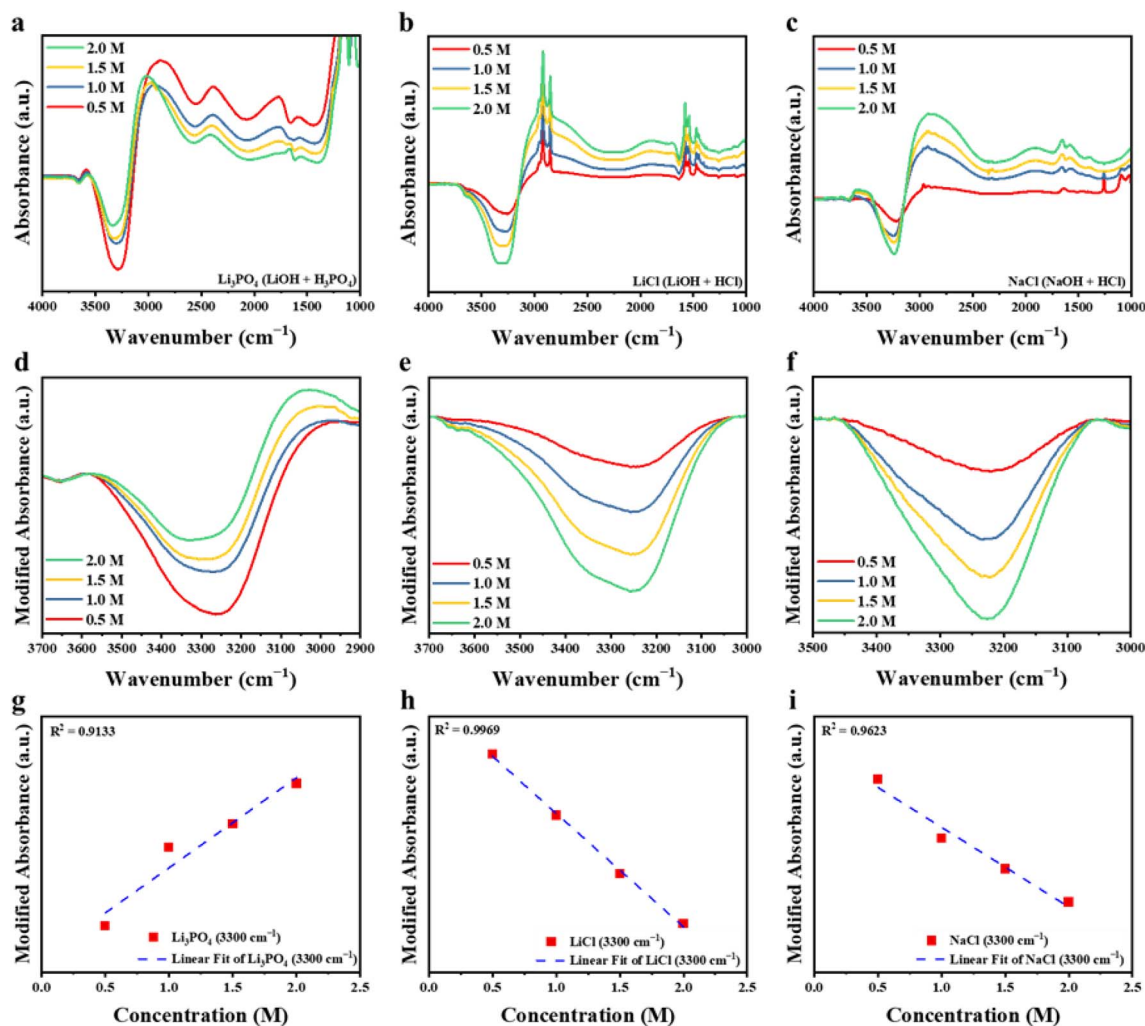 a
2.0 M
1.5 M
1.0 M
0.5 M
Absorbance (a.u.)
Li₃PO₄ (LiOH + H₃PO₄)
4000 3500 3000 2500 2000 1500 1000
Wavenumber (cm⁻¹)
b
0.5 M
1.0 M
1.5 M
2.0 M
Absorbance (a.u.)
LiCl (LiOH + HCl)
4000 3500 3000 2500 2000 1500 1000
Wavenumber (cm⁻¹)
c
0.5 M
1.0 M
1.5 M
2.0 M
Absorbance(a.u.)
NaCl (NaOH + HCl)
4000 3500 3000 2500 2000 1500 1000
Wavenumber (cm⁻¹)
d
Modified Absorbance (a.u.)
2.0 M
1.5 M
1.0 M
0.5 M
3700 3600 3500 3400 3300 3200 3100 3000 2900
Wavenumber (cm⁻¹)
e
Modified Absorbance (a.u.)
0.5 M
1.0 M
1.5 M
2.0 M
3700 3600 3500 3400 3300 3200 3100 3000
Wavenumber (cm⁻¹)
f
Modified Absorbance (a.u.)
0.5 M
1.0 M
1.5 M
2.0 M
3500 3400 3300 3200 3100 3000
Wavenumber (cm⁻¹)
g
R² = 0.9133
Modified Absorbance (a.u.)
Li₃PO₄ (3300 cm⁻¹)
Linear Fit of Li₃PO₄ (3300 cm⁻¹)
0.0 0.5 1.0 1.5 2.0 2.5
Concentration (M)
h
R² = 0.9969
Modified Absorbance (a.u.)
LiCl (3300 cm⁻¹)
Linear Fit of LiCl (3300 cm⁻¹)
0.0 0.5 1.0 1.5 2.0 2.5
Concentration (M)
i
R² = 0.9623
Modified Absorbance (a.u.)
NaCl (3300 cm⁻¹)
Linear Fit of NaCl (3300 cm⁻¹)
0.0 0.5 1.0 1.5 2.0 2.5
Concentration (M)